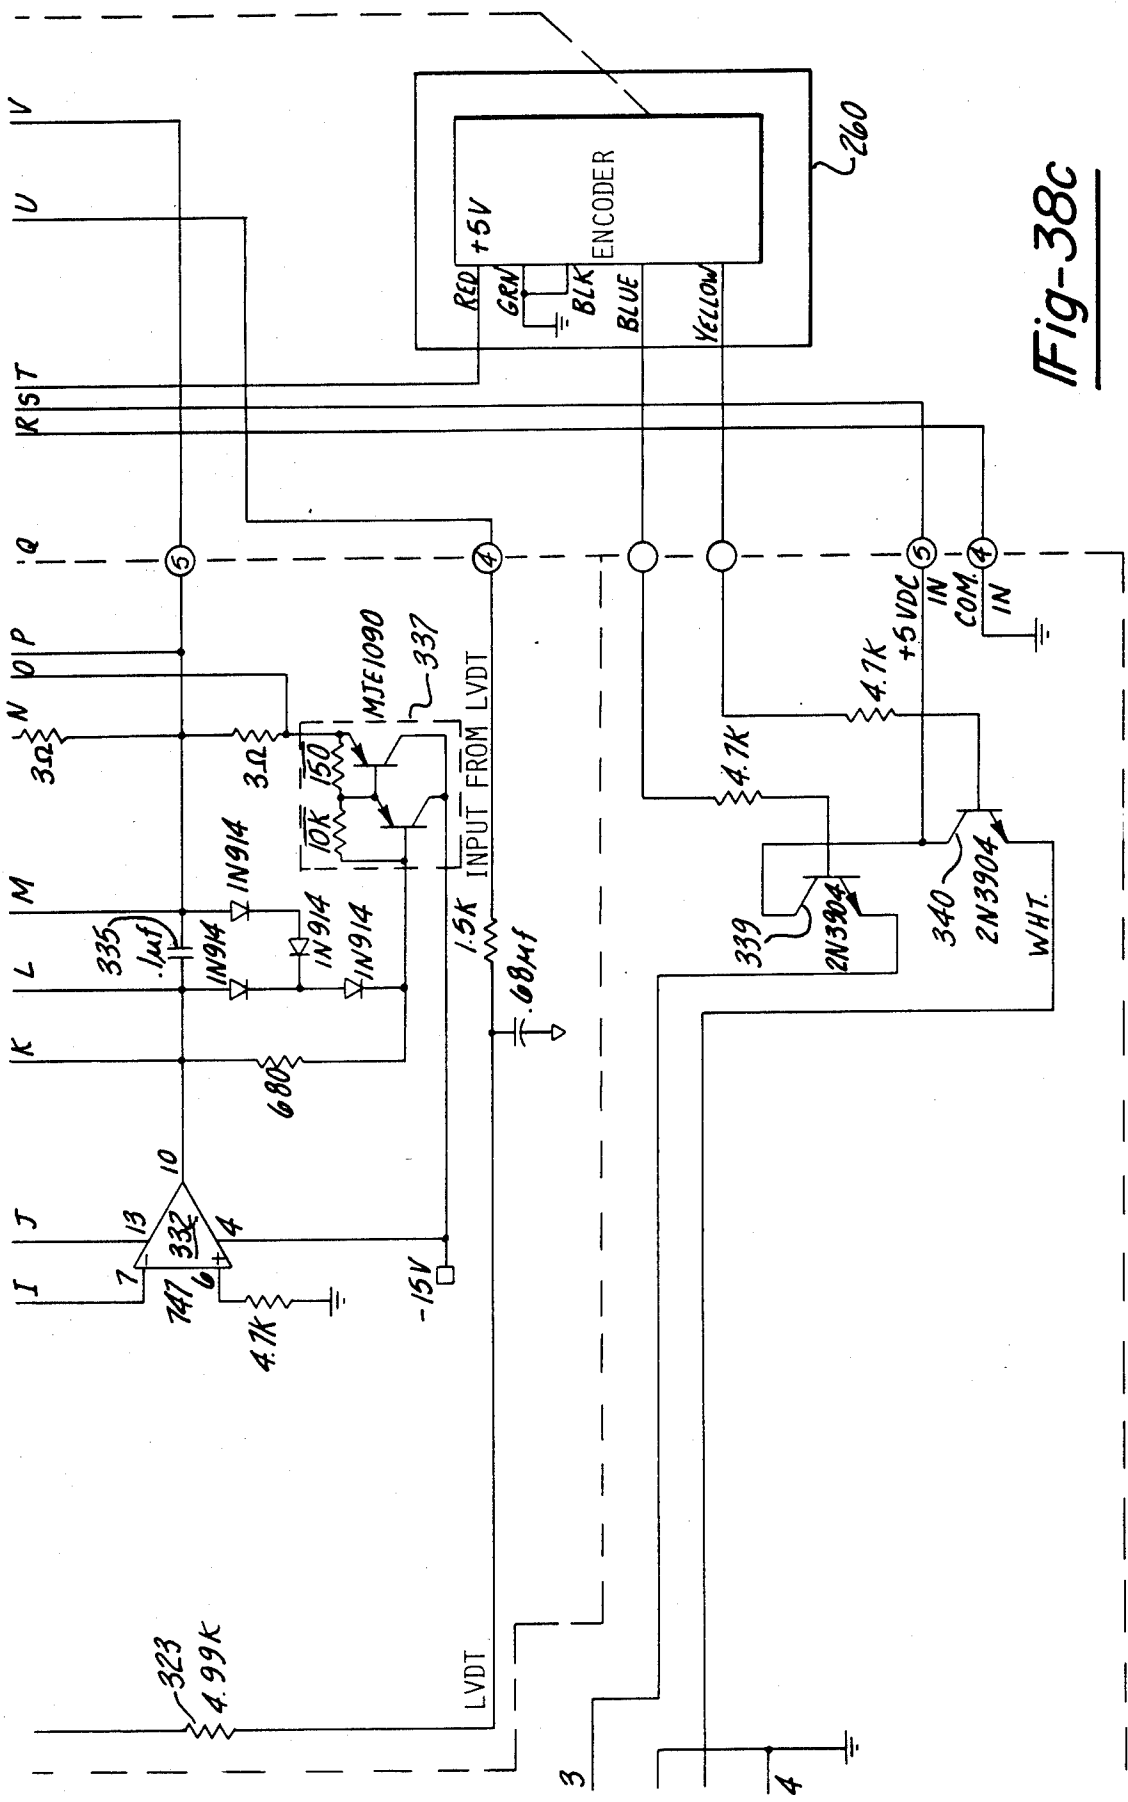 I
J
K
L
M
N
O
P
Q
R
S
T
U
V
3Ω
335
.1µf
1N914
1N914
1N914
1N914
680
7
13
747
332
10
6
4
-
+
4.7K
-15V
3Ω
150
10K
MJE1090
337
5
4
INPUT FROM LVDT
1.5K
.68µf
323
4.99K
LVDT
RED
+5V
GRN
BLK
ENCODER
BLUE
YELLOW
260
4.7K
4.7K
+5VDC
IN
5
COM.
IN
4
339
2N3904
340
2N3904
WHT.
3
4
Fig-38c